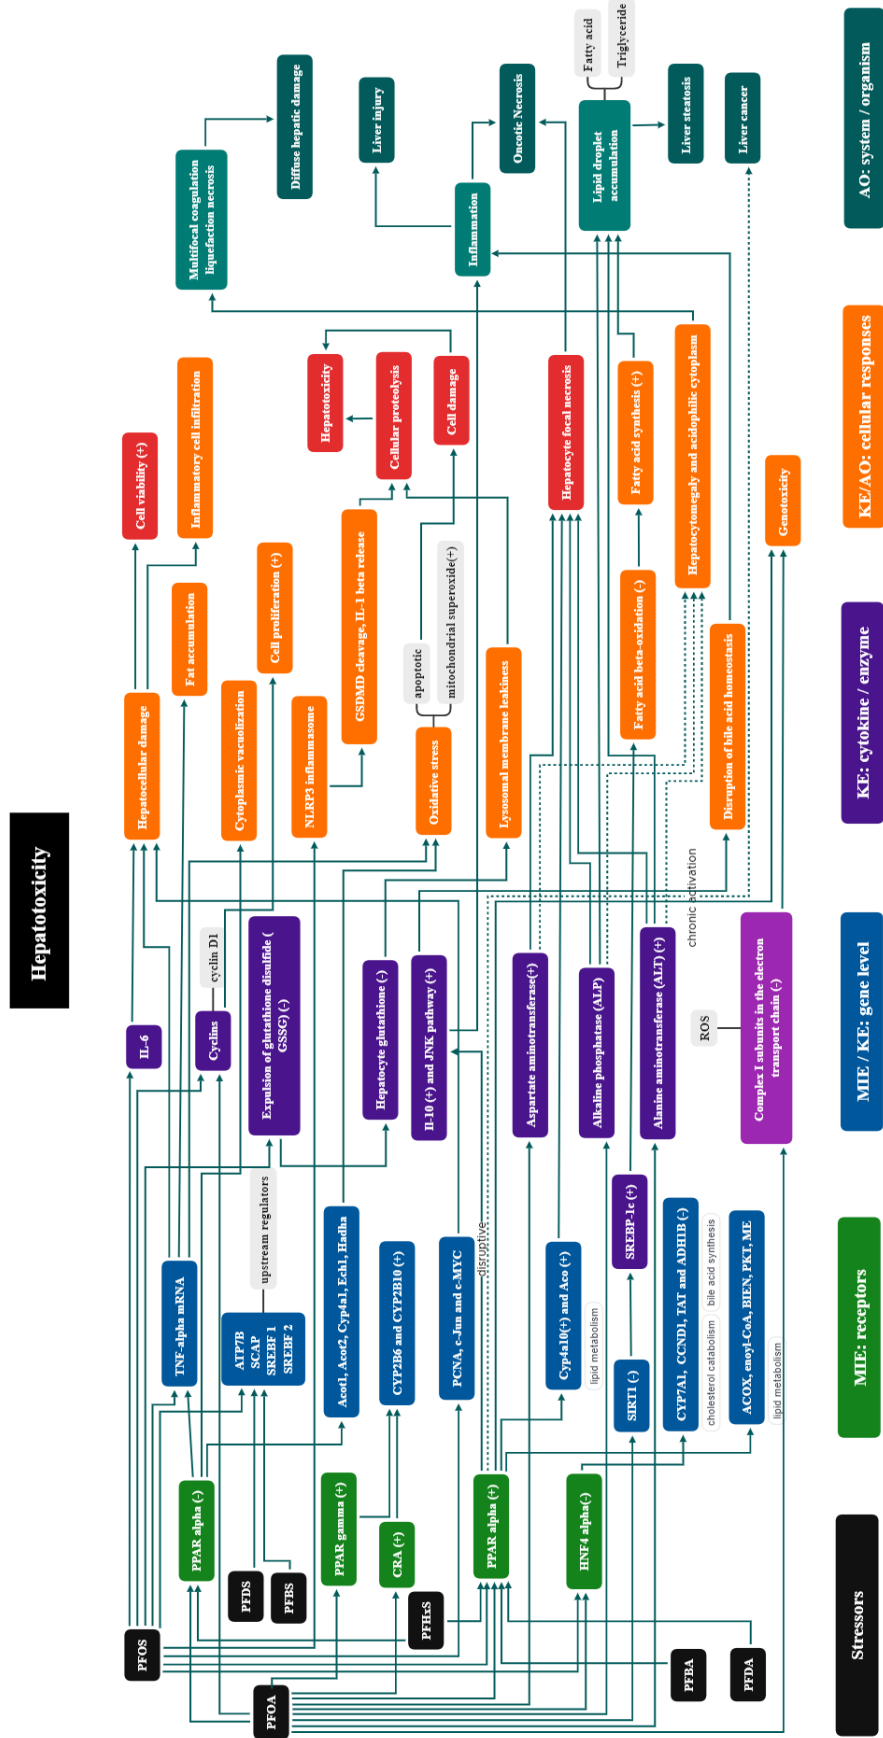 Hepatotoxicity
PFOS
PFOA
PFDS
PFBS
PFHxS
PFBA
PFDA
PPAR alpha (-)
PPAR gamma (+)
CRA (+)
PPAR alpha (+)
HNF4 alpha(-)
TNF-alpha mRNA
ATP7B
SCAP
SREBF 1
SREBF 2
upstream regulators
Acot1, Acot2, Cyp4a1, Ech1, Hadha
CYP2B6 and CYP2B10 (+)
PCNA, c-Jun and c-MYC
disruptive
Cyp4a10(+) and Aco (+)
lipid metabolism
SIRT1 (-)
SREBP-1c (+)
CYP7A1, CCND1, TAT and ADH1B (-)
cholesterol catabolism
bile acid synthesis
ACOX, enoyl-CoA, BIEN, PKT, ME
lipid metabolism
IL-6
Cyclins
cyclin D1
Expulsion of glutathione disulfide (
GSSG) (-)
Hepatocyte glutathione (-)
Il-10 (+) and JNK pathway (+)
Aspartate aminotransferase(+)
Alkaline phosphatase (ALP)
Alanine aminotransferase (ALT) (+)
chronic activation
ROS
Complex I subunits in the electron
transport chain (-)
Hepatocellular damage
Fat accumulation
Cytoplasmic vacuolization
Cell proliferation (+)
NLRP3 inflammasome
GSDMD cleavage, IL-1 beta release
Oxidative stress
apoptotic
mitochondrial superoxide(+)
Lysosomal membrane leakiness
Fatty acid beta-oxidation (-)
Fatty acid synthesis (+)
Disruption of bile acid homeostasis
Hepatocytomegaly and acidophilic cytoplasm
Genotoxicity
Cell viability (+)
Inflammatory cell infiltration
Hepatotoxicity
Cellular proteolysis
Cell damage
Hepatocyte focal necrosis
Multifocal coagulation
liquefaction necrosis
Diffuse hepatic damage
Liver injury
Inflammation
Oncotic Necrosis
Lipid droplet
accumulation
Fatty acid
Triglyceride
Liver steatosis
Liver cancer
Stressors
MIE: receptors
MIE / KE: gene level
KE: cytokine / enzyme
KE/AO: cellular responses
AO: system / organism